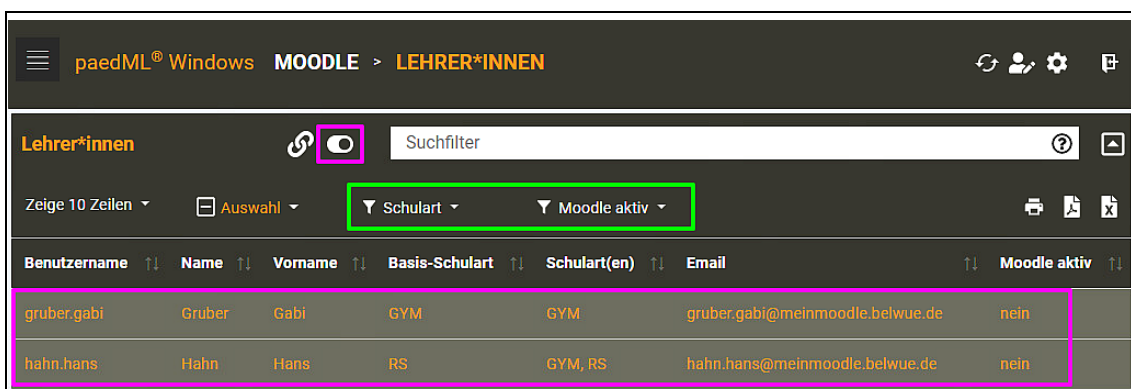 paedML® Windows MOODLE > LEHRER*INNEN
Lehrer*innen Suchfilter
Zeige 10 Zeilen Auswahl Schulart Moodle aktiv
Benutzername Name Vorname Basis-Schulart Schulart(en) Email Moodle aktiv
gruber.gabi Gruber Gabi GYM GYM gruber.gabi@meinmoodle.belwue.de nein
hahn.hans Hahn Hans RS GYM, RS hahn.hans@meinmoodle.belwue.de nein